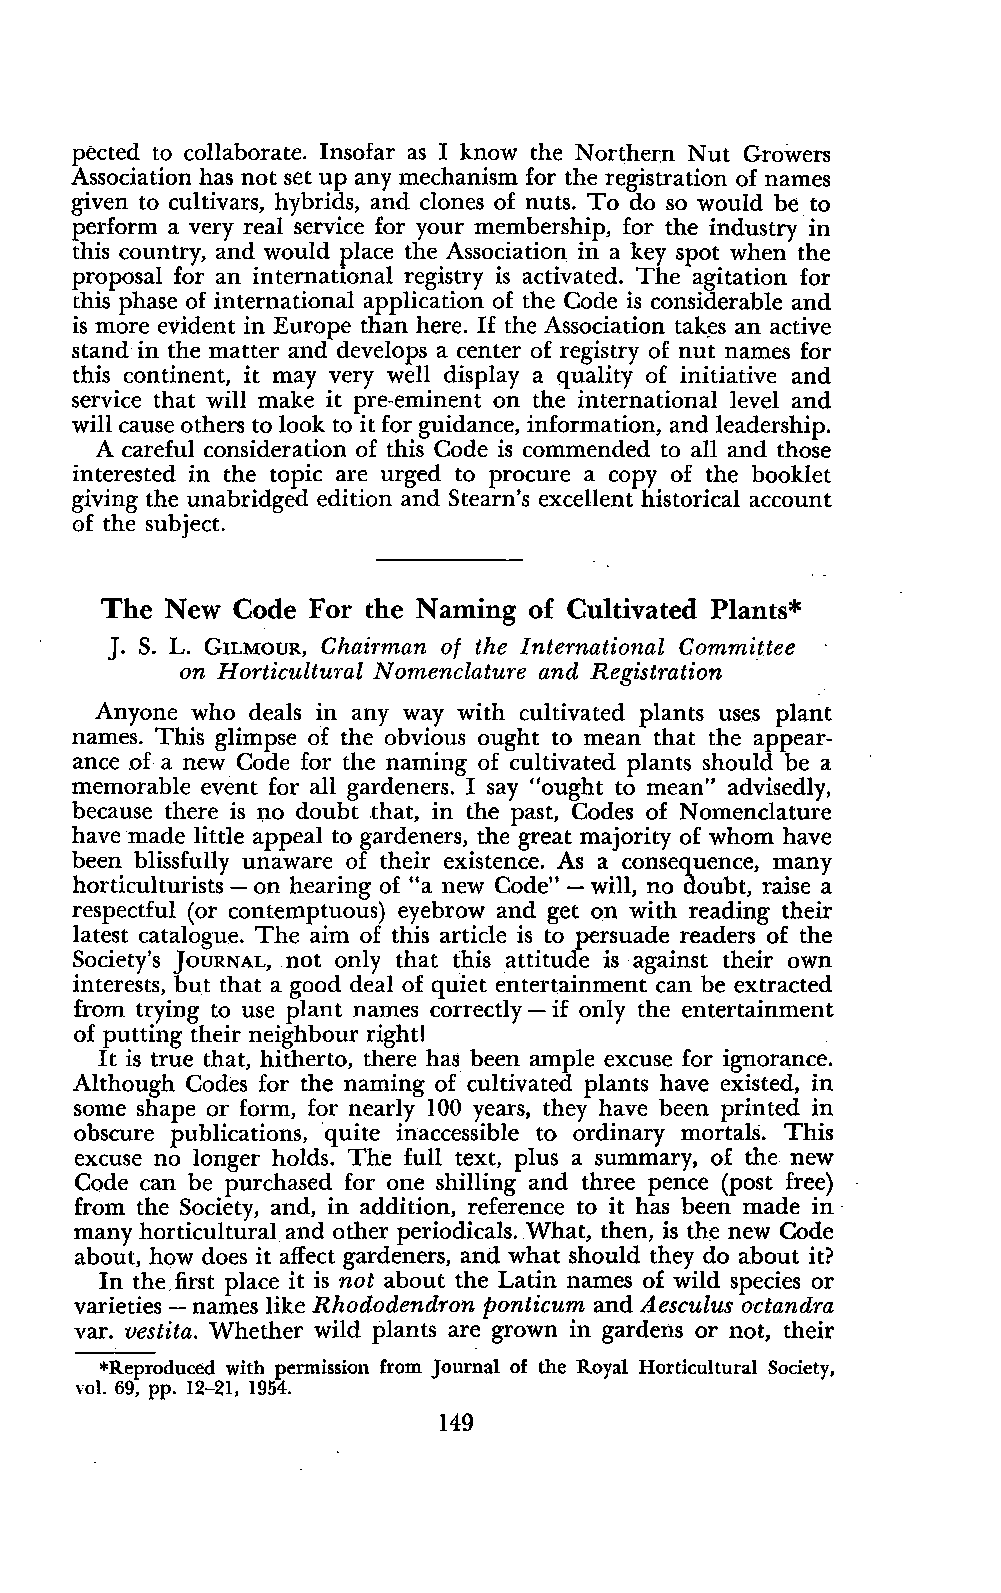 pected to collaborate. Insofar as I know the Northern Nut Growers
Association has not set up any mechanism for the registration of names
given to cultivars, hybrids, and clones of nuts. To do so would be to
perform a very real service for your membership, for the industry in
this country, and would place the Association in a key spot when the
proposal for an international registry is activated. The agitation for
this phase of international application of the Code is considerable and
is more evident in Europe than here. If the Association takes an active
stand in the matter and develops a center of registry of nut names for
this continent, it may very well display a quality of initiative and
service that will make it pre-eminent on the international level and
will cause others to look to it for guidance, information, and leadership.
A careful consideration of this Code is commended to all and those
interested in the topic are urged to procure a copy of the booklet
giving the unabridged edition and Stearn's excellent historical account
of the subject.
The New Code For the Naming of Cultivated Plants*
J. S. L. GILMOUR, Chairman of the International Committee
on Horticultural Nomenclature and Registration
Anyone who deals in any way with cultivated plants uses plant
names. This glimpse of the obvious ought to mean that the appear-
ance of a new Code for the naming of cultivated plants should be a
memorable event for all gardeners. I say "ought to mean" advisedly,
because there is no doubt that, in the past, Codes of Nomenclature
have made little appeal to gardeners, the great majority of whom have
been blissfully unaware of their existence. As a consequence, many
horticulturists — on hearing of "a new Code" — will, no doubt, raise a
respectful (or contemptuous) eyebrow and get on with reading their
latest catalogue. The aim of this article is to persuade readers of the
Society's JOURNAL, not only that this attitude is against their own
interests, but that a good deal of quiet entertainment can be extracted
from trying to use plant names correctly — if only the entertainment
of putting their neighbour right!
It is true that, hitherto, there has been ample excuse for ignorance.
Although Codes for the naming of cultivated plants have existed, in
some shape or form, for nearly 100 years, they have been printed in
obscure publications, quite inaccessible to ordinary mortals. This
excuse no longer holds. The full text, plus a summary, of the new
Code can be purchased for one shilling and three pence (post free)
from the Society, and, in addition, reference to it has been made in
many horticultural and other periodicals. What, then, is the new Code
about, how does it affect gardeners, and what should they do about it?
In the first place it is not about the Latin names of wild species or
varieties — names like Rhododendron ponticum and Aesculus octandra
var. vestita. Whether wild plants are grown in gardens or not, their
*Reproduced with permission from Journal of the Royal Horticultural Society,
vol. 69, pp. 12–21, 1954.
149